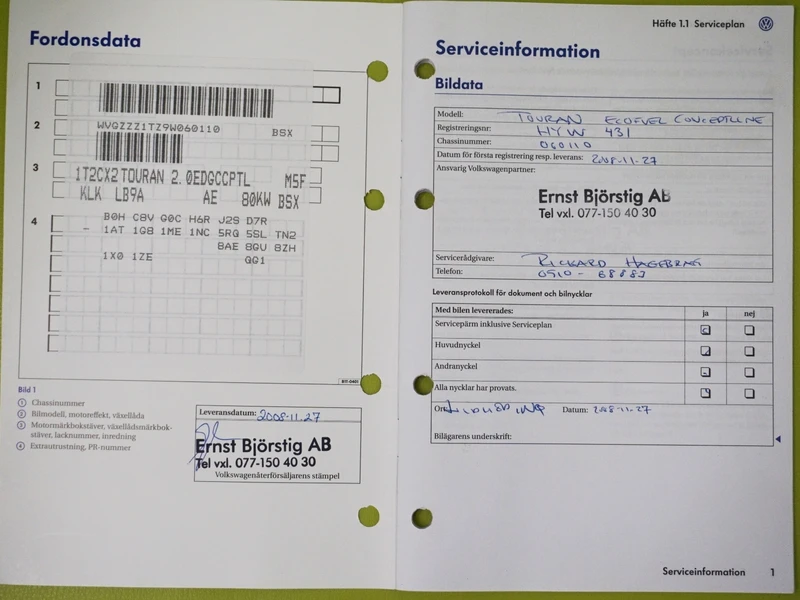 Fordonsdata
1
2
WVGZZZ1TZ9W060110
BSX
3
1T2CX2 TOURAN 2.0EDGCCPTL M5F
KLK LB9A AE 80KW BSX
4
B0H C8V G0C H6R J2S D7R
- 1AT 1G8 1ME 1NC 5RG 5SL TN2
BAE 8GU BZH
1X0 1ZE GG1
Bild 1
1 Chassinummer
2 Bilmodell, motoreffekt, växellåda
3 Motormärkbokstäver, växellådsmärkbok-
stäver, lacknummer, inredning
4 Extrautrustning, PR-nummer
Leveransdatum: 2008-11.27
Ernst Björstig AB
Tel vxl. 077-150 40 30
Volkswagenåterförsäljarens stämpel
Häfte 1.1 Serviceplan
Serviceinformation
Bildata
Modell: TOURAN ECOFUEL CONCEPTLINE
Registreringsnr: HYW 431
Chassinummer: 060110
Datum för första registrering resp. leverans: 2008-11.27
Ansvarig Volkswagenpartner:
Ernst Björstig AB
Tel vxl. 077-150 40 30
Servicerådgivare: RICKARD
Telefon: 0510 - 68883
Leveransprotokoll för dokument och bilnycklar
Med bilen levererades: ja nej
Servicepärm inklusive Serviceplan
Huvudnyckel
Andranyckel
Alla nycklar har provats.
Ort: Datum: 2008-11-27
Bilägarens underskrift:
Serviceinformation 1